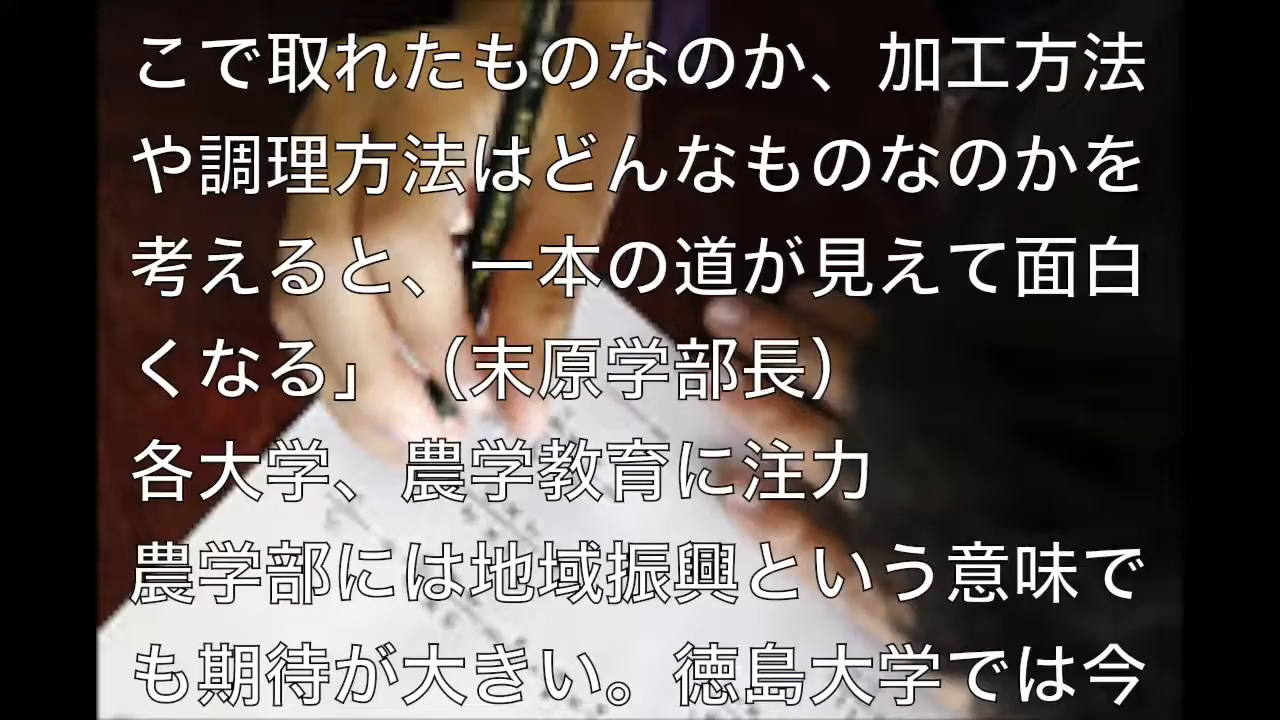 こで取れたものなのか、加工方法
や調理方法はどんなものなのかを
考えると、一本の道が見えて面白
くなる」（末原学部長）
各大学、農学教育に注力
農学部には地域振興という意味で
も期待が大きい。徳島大学では今